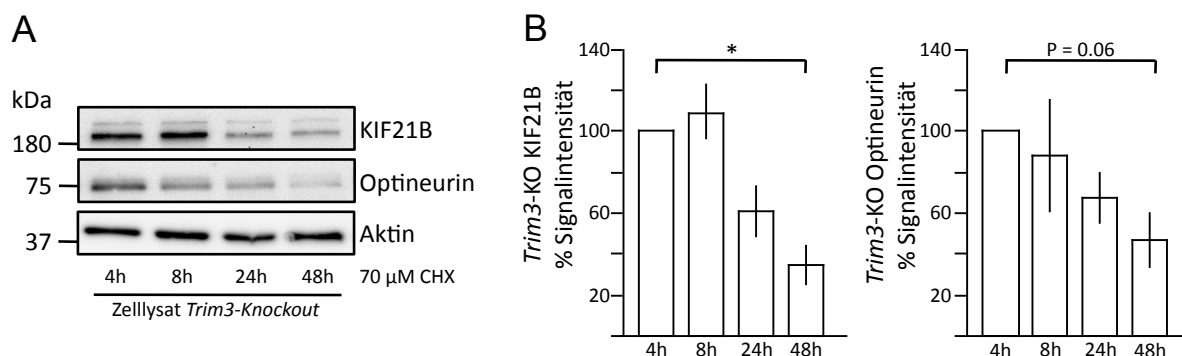 A
kDa
180
75
37
KIF21B
Optineurin
Aktin
4h 8h 24h 48h 70 µM CHX
Zelllysat Trim3-Knockout
B
Trim3-KO KIF21B
% Signalintensität
140
100
60
20
*
4h 8h 24h 48h
Trim3-KO Optineurin
% Signalintensität
140
100
60
20
P = 0.06
4h 8h 24h 48h